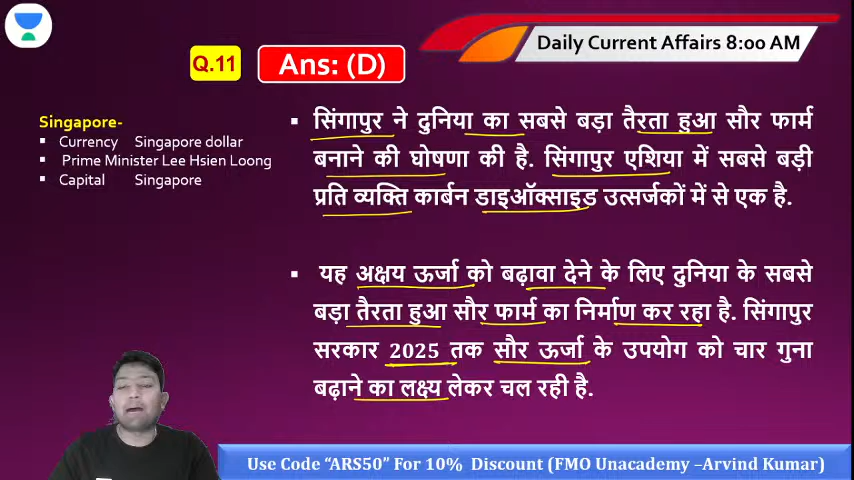 Daily Current Affairs 8:00 AM
Q.11
Ans: (D)
Singapore-
▪ Currency Singapore dollar
▪ Prime Minister Lee Hsien Loong
▪ Capital Singapore
▪ सिंगापुर ने दुनिया का सबसे बड़ा तैरता हुआ सौर फार्म
बनाने की घोषणा की है. सिंगापुर एशिया में सबसे बड़ी
प्रति व्यक्ति कार्बन डाइऑक्साइड उत्सर्जकों में से एक है.
▪ यह अक्षय ऊर्जा को बढ़ावा देने के लिए दुनिया के सबसे
बड़ा तैरता हुआ सौर फार्म का निर्माण कर रहा है. सिंगापुर
सरकार 2025 तक सौर ऊर्जा के उपयोग को चार गुना
बढ़ाने का लक्ष्य लेकर चल रही है.
Use Code “ARS50” For 10% Discount (FMO Unacademy –Arvind Kumar)